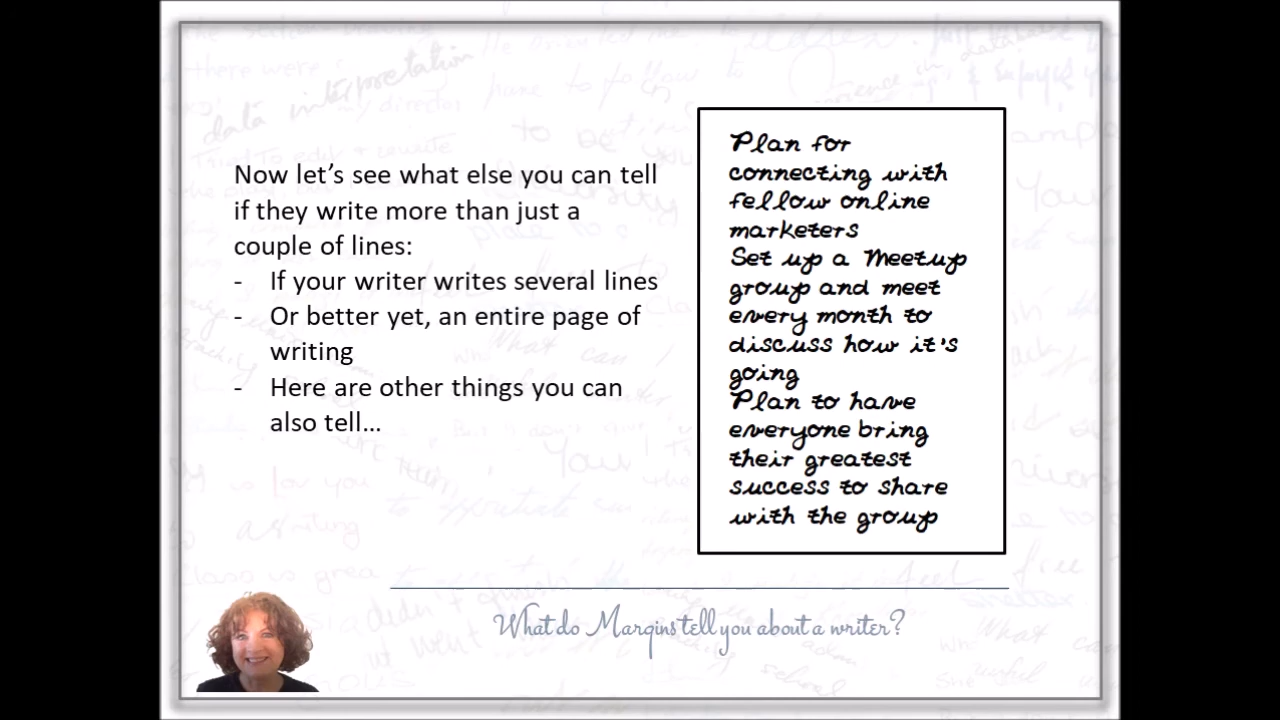 Now let's see what else you can tell
if they write more than just a
couple of lines:
- If your writer writes several lines
- Or better yet, an entire page of
writing
- Here are other things you can
also tell…
Plan for
connecting with
fellow online
marketers
Set up a Meetup
group and meet
every month to
discuss how it's
going
Plan to have
everyone bring
their greatest
success to share
with the group
What do Margins tell you about a writer?